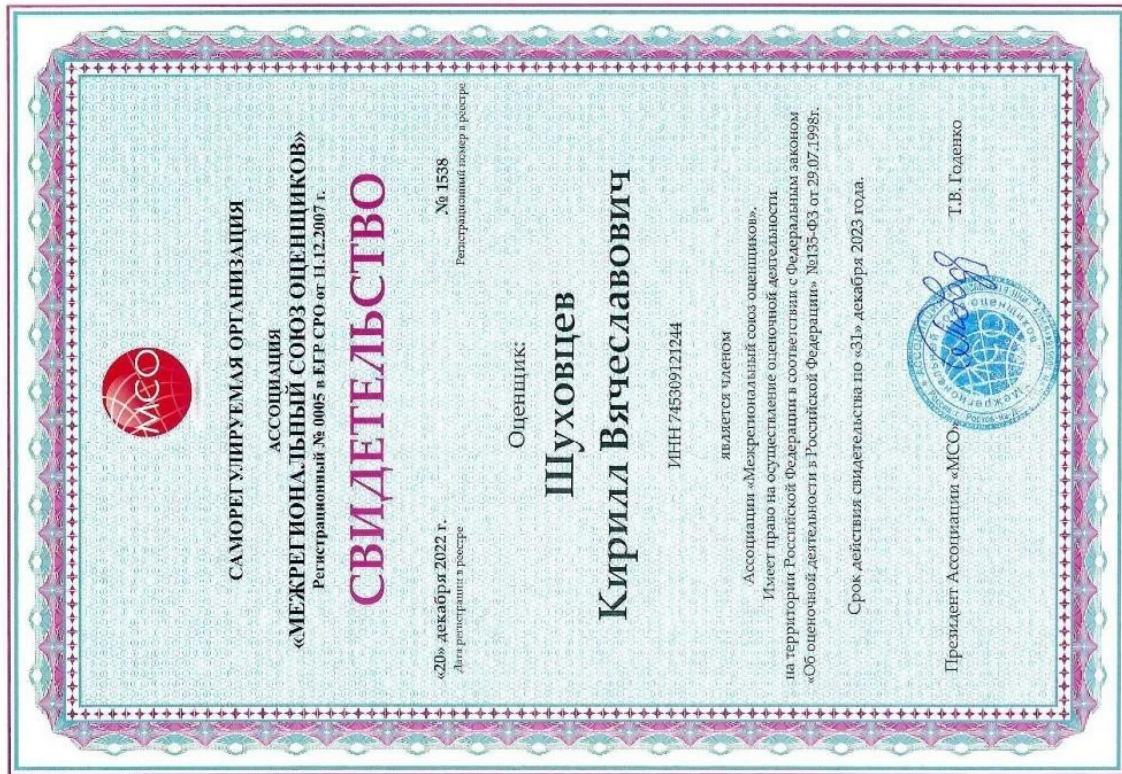 МСО
САМОРЕГУЛИРУЕМАЯ ОРГАНИЗАЦИЯ
АССОЦИАЦИЯ
«МЕЖРЕГИОНАЛЬНЫЙ СОЮЗ ОЦЕНЩИКОВ»
Регистрационный № 0005 в ЕГР СРО от 11.12.2007 г.
СВИДЕТЕЛЬСТВО
«20» декабря 2022 г. № 1538
Дата регистрации в реестре Регистрационный номер в реестре
Оценщик:
Шуховцев
Кирилл Вячеславович
ИНН 745309121244
является членом
Ассоциации «Межрегиональный союз оценщиков».
Имеет право на осуществление оценочной деятельности
на территории Российской Федерации в соответствии с Федеральным законом
«Об оценочной деятельности в Российской Федерации» №135-ФЗ от 29.07.1998г.
Срок действия свидетельства по «31» декабря 2023 года.
Президент Ассоциации «МСО» Т.В. Годенко